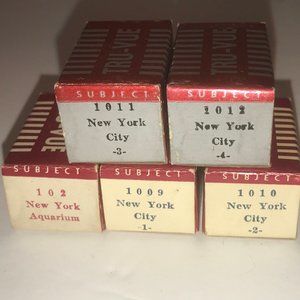 TRU-VUE
TRU-VUE
SUBJECT
1011
New York
City
-3-
SUBJECT
1012
New York
City
-4-
SUBJECT
102
New York
Aquarium
SUBJECT
1009
New York
City
-1-
SUBJECT
1010
New York
City
-2-